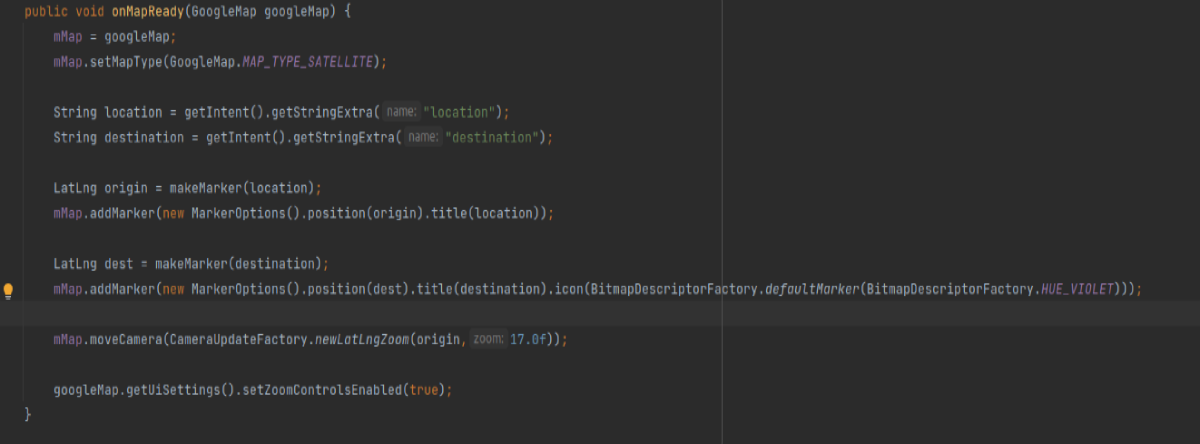 public void onMapReady(GoogleMap googleMap) {
mMap = googleMap;
mMap.setMapType(GoogleMap.MAP_TYPE_SATELLITE);
String location = getIntent().getStringExtra( name: "location");
String destination = getIntent().getStringExtra( name: "destination");
LatLng origin = makeMarker(location);
mMap.addMarker(new MarkerOptions().position(origin).title(location));
LatLng dest = makeMarker(destination);
mMap.addMarker(new MarkerOptions().position(dest).title(destination).icon(BitmapDescriptorFactory.defaultMarker(BitmapDescriptorFactory.HUE_VIOLET)));
mMap.moveCamera(CameraUpdateFactory.newLatLngZoom(origin, zoom: 17.0f));
googleMap.getUiSettings().setZoomControlsEnabled(true);
}